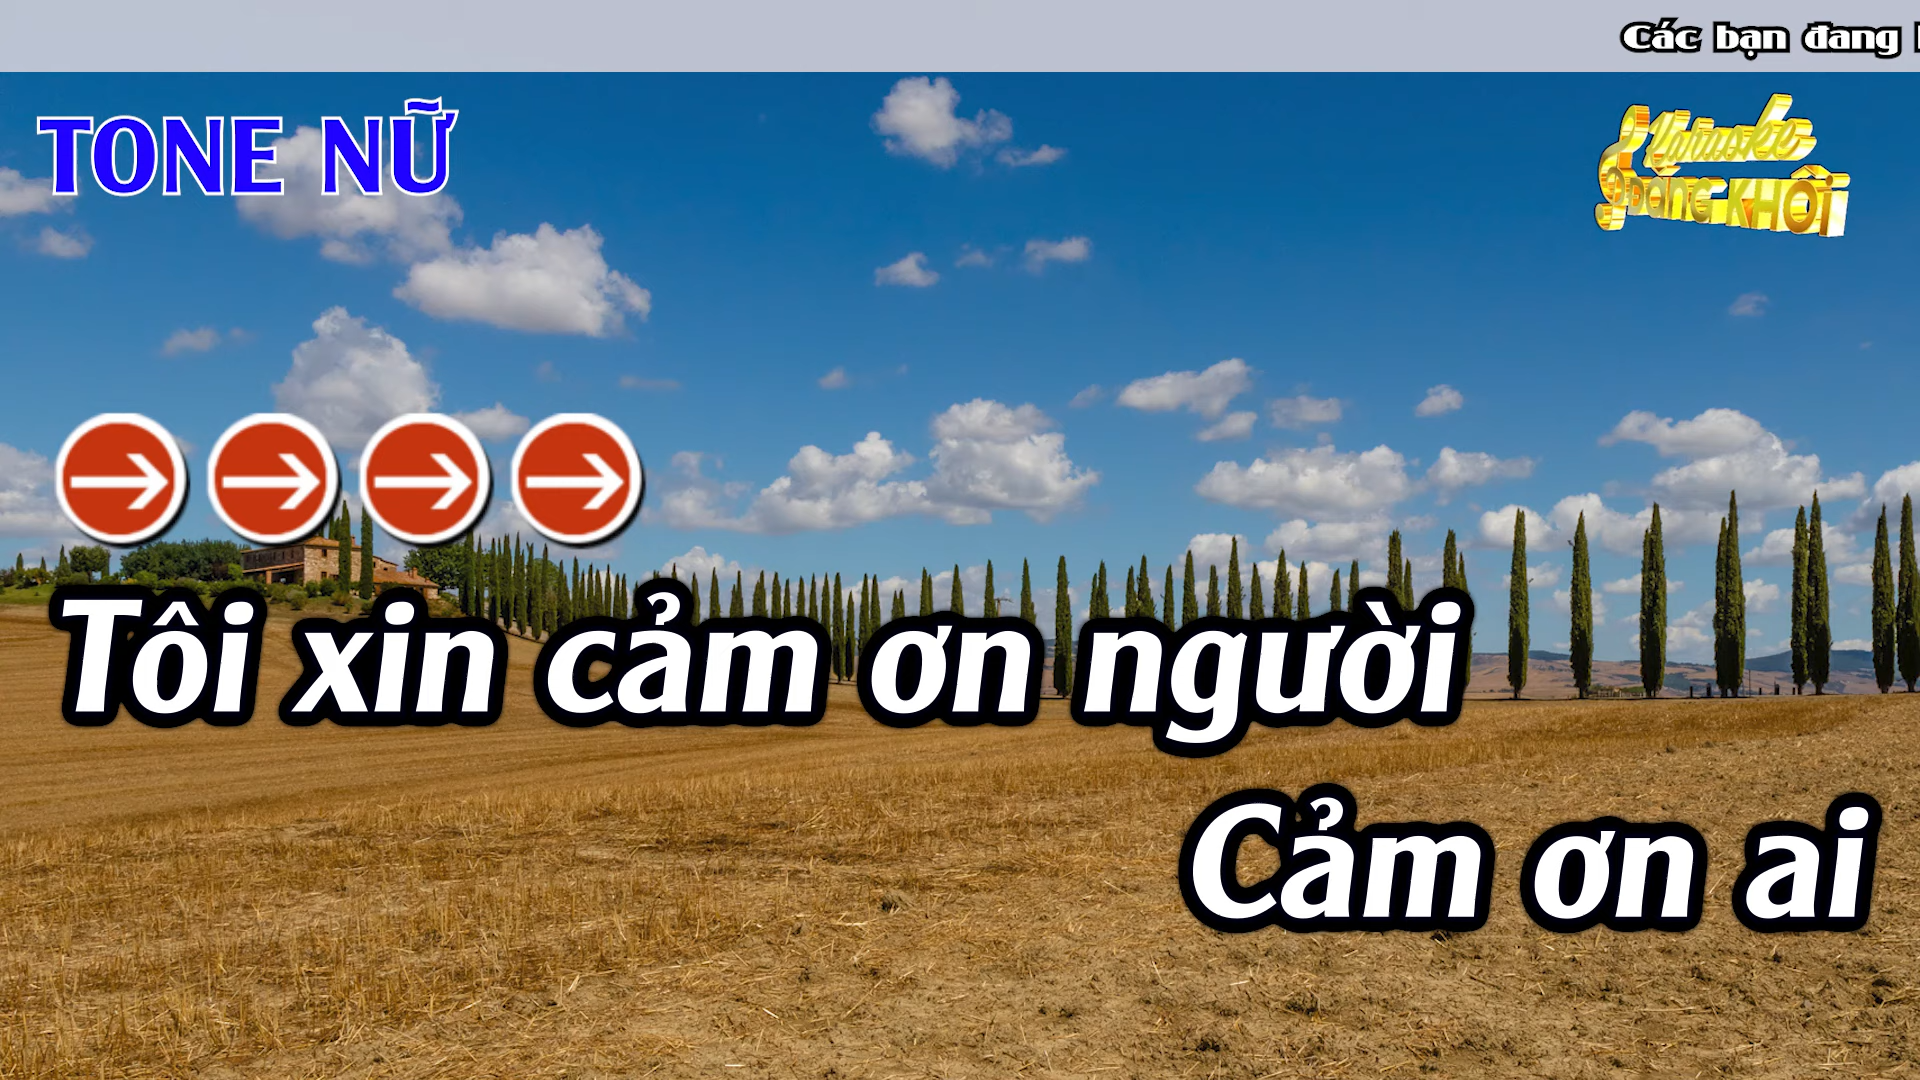 Các bạn đang
TONE NỮ
Karaoke
ĐĂNG KHÔI
Tôi xin cảm ơn người
Cảm ơn ai